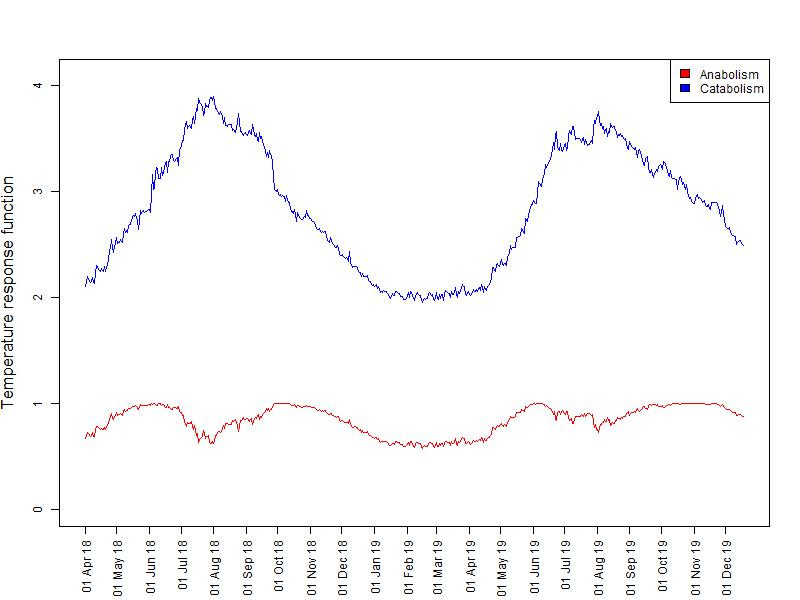 Anabolism
Catabolism
Temperature response function
4
3
2
1
0
01 Apr 18
01 May 18
01 Jun 18
01 Jul 18
01 Aug 18
01 Sep 18
01 Oct 18
01 Nov 18
01 Dec 18
01 Jan 19
01 Feb 19
01 Mar 19
01 Apr 19
01 May 19
01 Jun 19
01 Jul 19
01 Aug 19
01 Sep 19
01 Oct 19
01 Nov 19
01 Dec 19